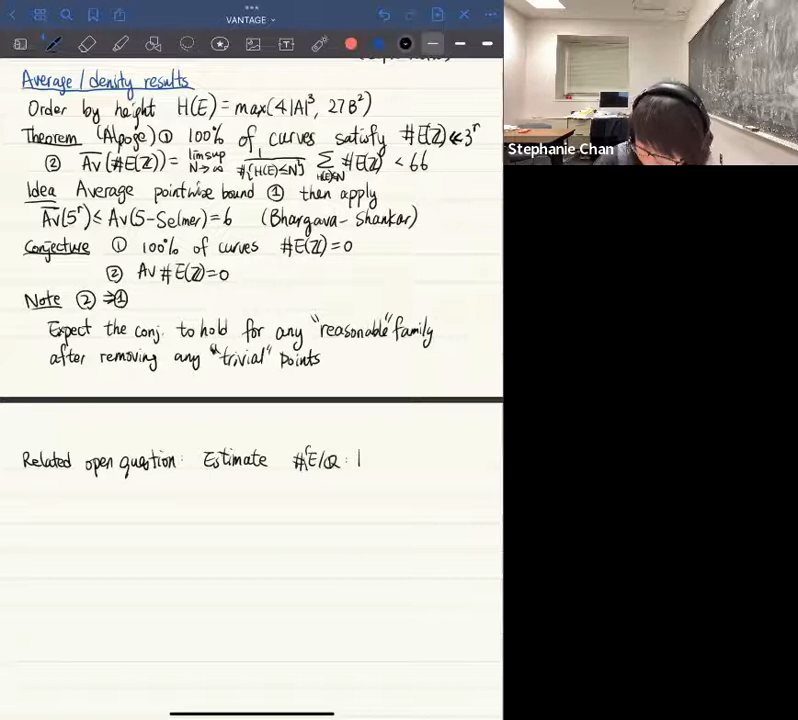 VANTAGE
Average / density results
Order by height H(E) = max(4|A|³, 27B²)
Theorem (Alpoge) ① 100% of curves satisfy #E(ℤ) ≪ 3ʳ
② Av(#E(ℤ)) = limsup N→∞ 1/#{H(E)≤N} Σ H(E)≤N #E(ℤ) < 66
Idea Average pointwise bound ① then apply
Av(5ʳ) ≤ Av(5-Selmer) = 6 (Bhargava-Shankar)
Conjecture ① 100% of curves #E(ℤ) = 0
② Av #E(ℤ) = 0
Note ② ⇒ ①
Expect the conj. to hold for any "reasonable" family
after removing any "trivial" points
Related open question: Estimate #{E/ℚ : |
Stephanie Chan